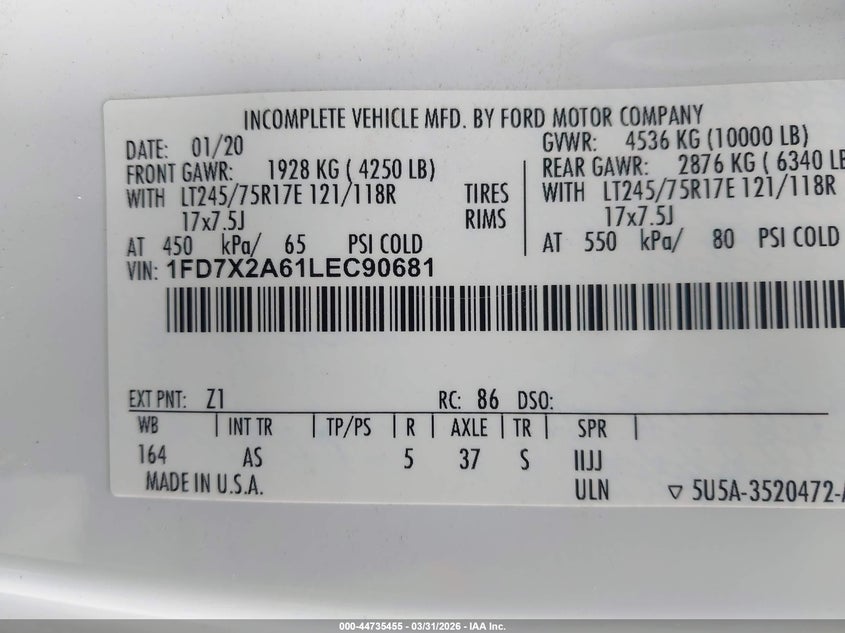 INCOMPLETE VEHICLE MFD. BY FORD MOTOR COMPANY
DATE: 01/20 GVWR: 4536 KG (10000 LB)
FRONT GAWR: 1928 KG ( 4250 LB) REAR GAWR: 2876 KG ( 6340 LB
WITH LT245/75R17E 121/118R TIRES WITH LT245/75R17E 121/118R
17x7.5J RIMS 17x7.5J
AT 450 kPa/ 65 PSI COLD AT 550 kPa/ 80 PSI COLD
VIN: 1FD7X2A61LEC90681
EXT PNT: Z1 RC: 86 DSO:
WB | INT TR | TP/PS | R | AXLE | TR | SPR |
164 AS 5 37 S IIJJ
MADE IN U.S.A. ULN ▽ 5U5A-3520472-A
000-44735455 - 03/31/2026 - IAA Inc.